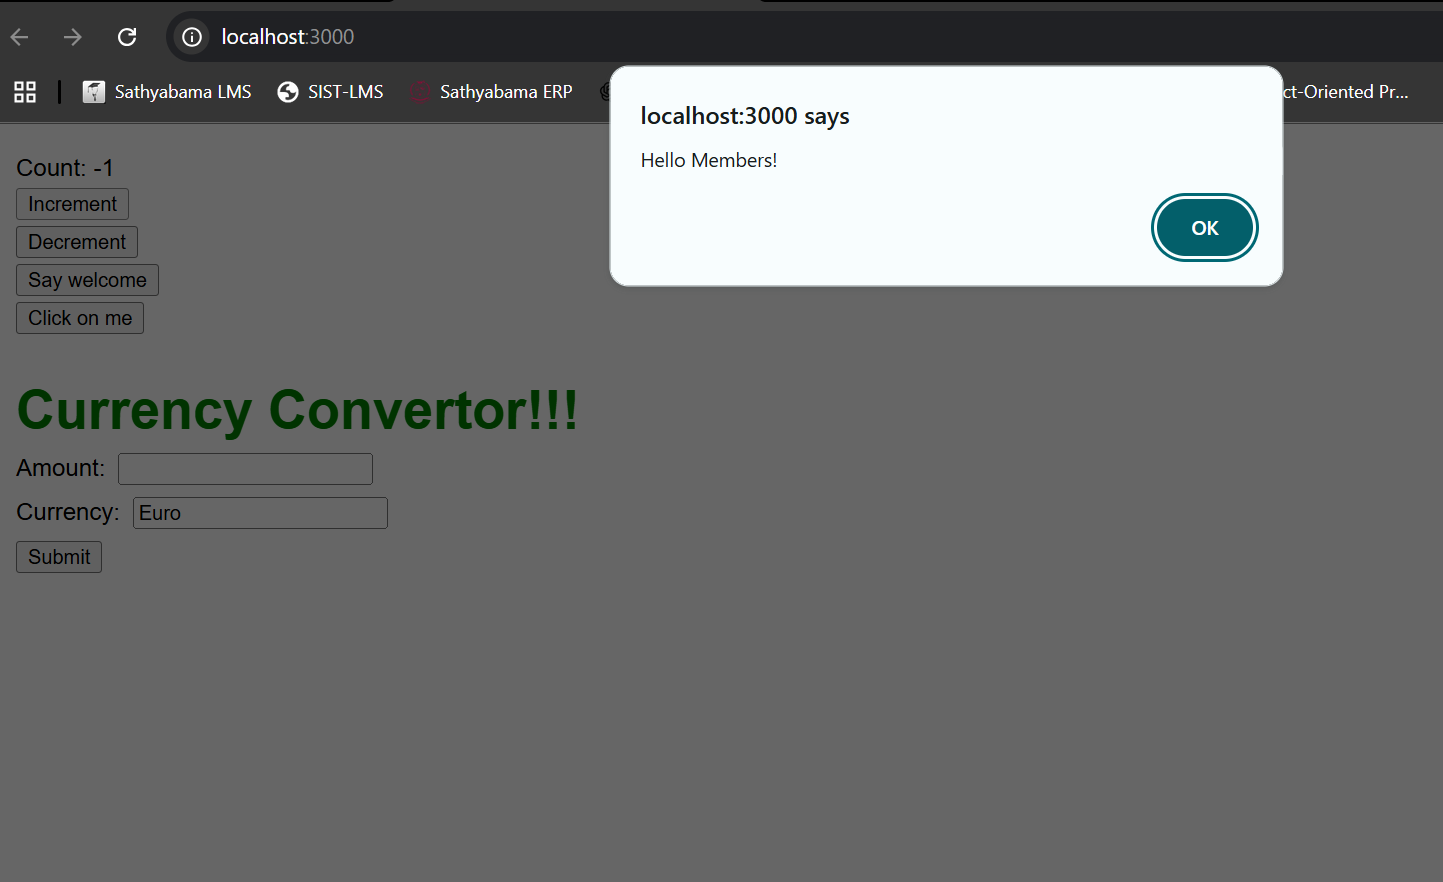 localhost:3000
Sathyabama LMS
SIST-LMS
Sathyabama ERP
ct-Oriented Pr...
localhost:3000 says
Hello Members!
OK
Count: -1
Increment
Decrement
Say welcome
Click on me
Currency Convertor!!!
Amount:
Currency: Euro
Submit